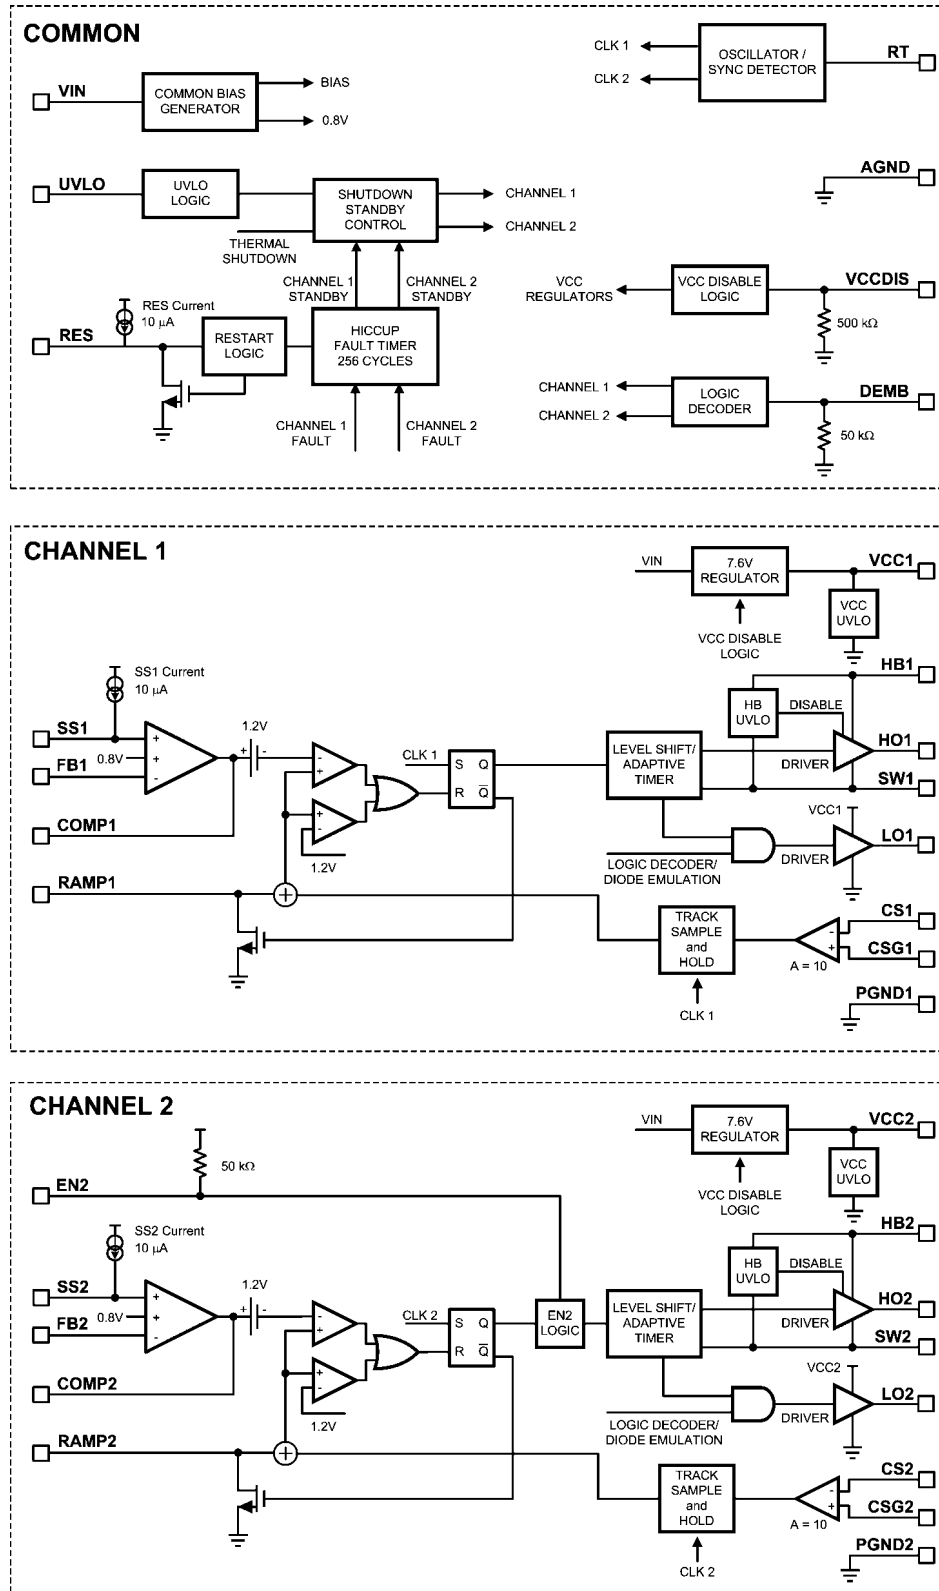 COMMON
CLK 1
CLK 2
OSCILLATOR /
SYNC DETECTOR
RT
VIN
COMMON BIAS
GENERATOR
BIAS
0.8V
UVLO
UVLO
LOGIC
SHUTDOWN
STANDBY
CONTROL
CHANNEL 1
CHANNEL 2
AGND
THERMAL
SHUTDOWN
CHANNEL 1
STANDBY
CHANNEL 2
STANDBY
VCC
REGULATORS
VCC DISABLE
LOGIC
VCCDIS
500 kΩ
RES Current
10 μA
RES
RESTART
LOGIC
HICCUP
FAULT TIMER
256 CYCLES
CHANNEL 1
CHANNEL 2
LOGIC
DECODER
DEMB
50 kΩ
CHANNEL 1
FAULT
CHANNEL 2
FAULT
CHANNEL 1
VIN
7.6V
REGULATOR
VCC1
VCC
UVLO
VCC DISABLE
LOGIC
SS1 Current
10 μA
HB1
HB
UVLO
DISABLE
SS1
+
0.8V
+
FB1
-
1.2V
+ -
-
+
CLK 1
S Q
R Q̅
LEVEL SHIFT/
ADAPTIVE
TIMER
DRIVER
HO1
SW1
COMP1
+
-
1.2V
VCC1
LOGIC DECODER/
DIODE EMULATION
DRIVER
LO1
RAMP1
+
TRACK
SAMPLE
and
HOLD
CS1
-
+
CSG1
A = 10
CLK 1
PGND1
CHANNEL 2
VIN
7.6V
REGULATOR
VCC2
VCC
UVLO
VCC DISABLE
LOGIC
50 kΩ
EN2
SS2 Current
10 μA
HB2
HB
UVLO
DISABLE
SS2
+
0.8V
+
FB2
-
1.2V
+ -
-
+
CLK 2
S Q
R Q̅
EN2
LOGIC
LEVEL SHIFT/
ADAPTIVE
TIMER
DRIVER
HO2
SW2
COMP2
+
-
1.2V
VCC2
LOGIC DECODER/
DIODE EMULATION
DRIVER
LO2
RAMP2
+
TRACK
SAMPLE
and
HOLD
CS2
-
+
CSG2
A = 10
CLK 2
PGND2